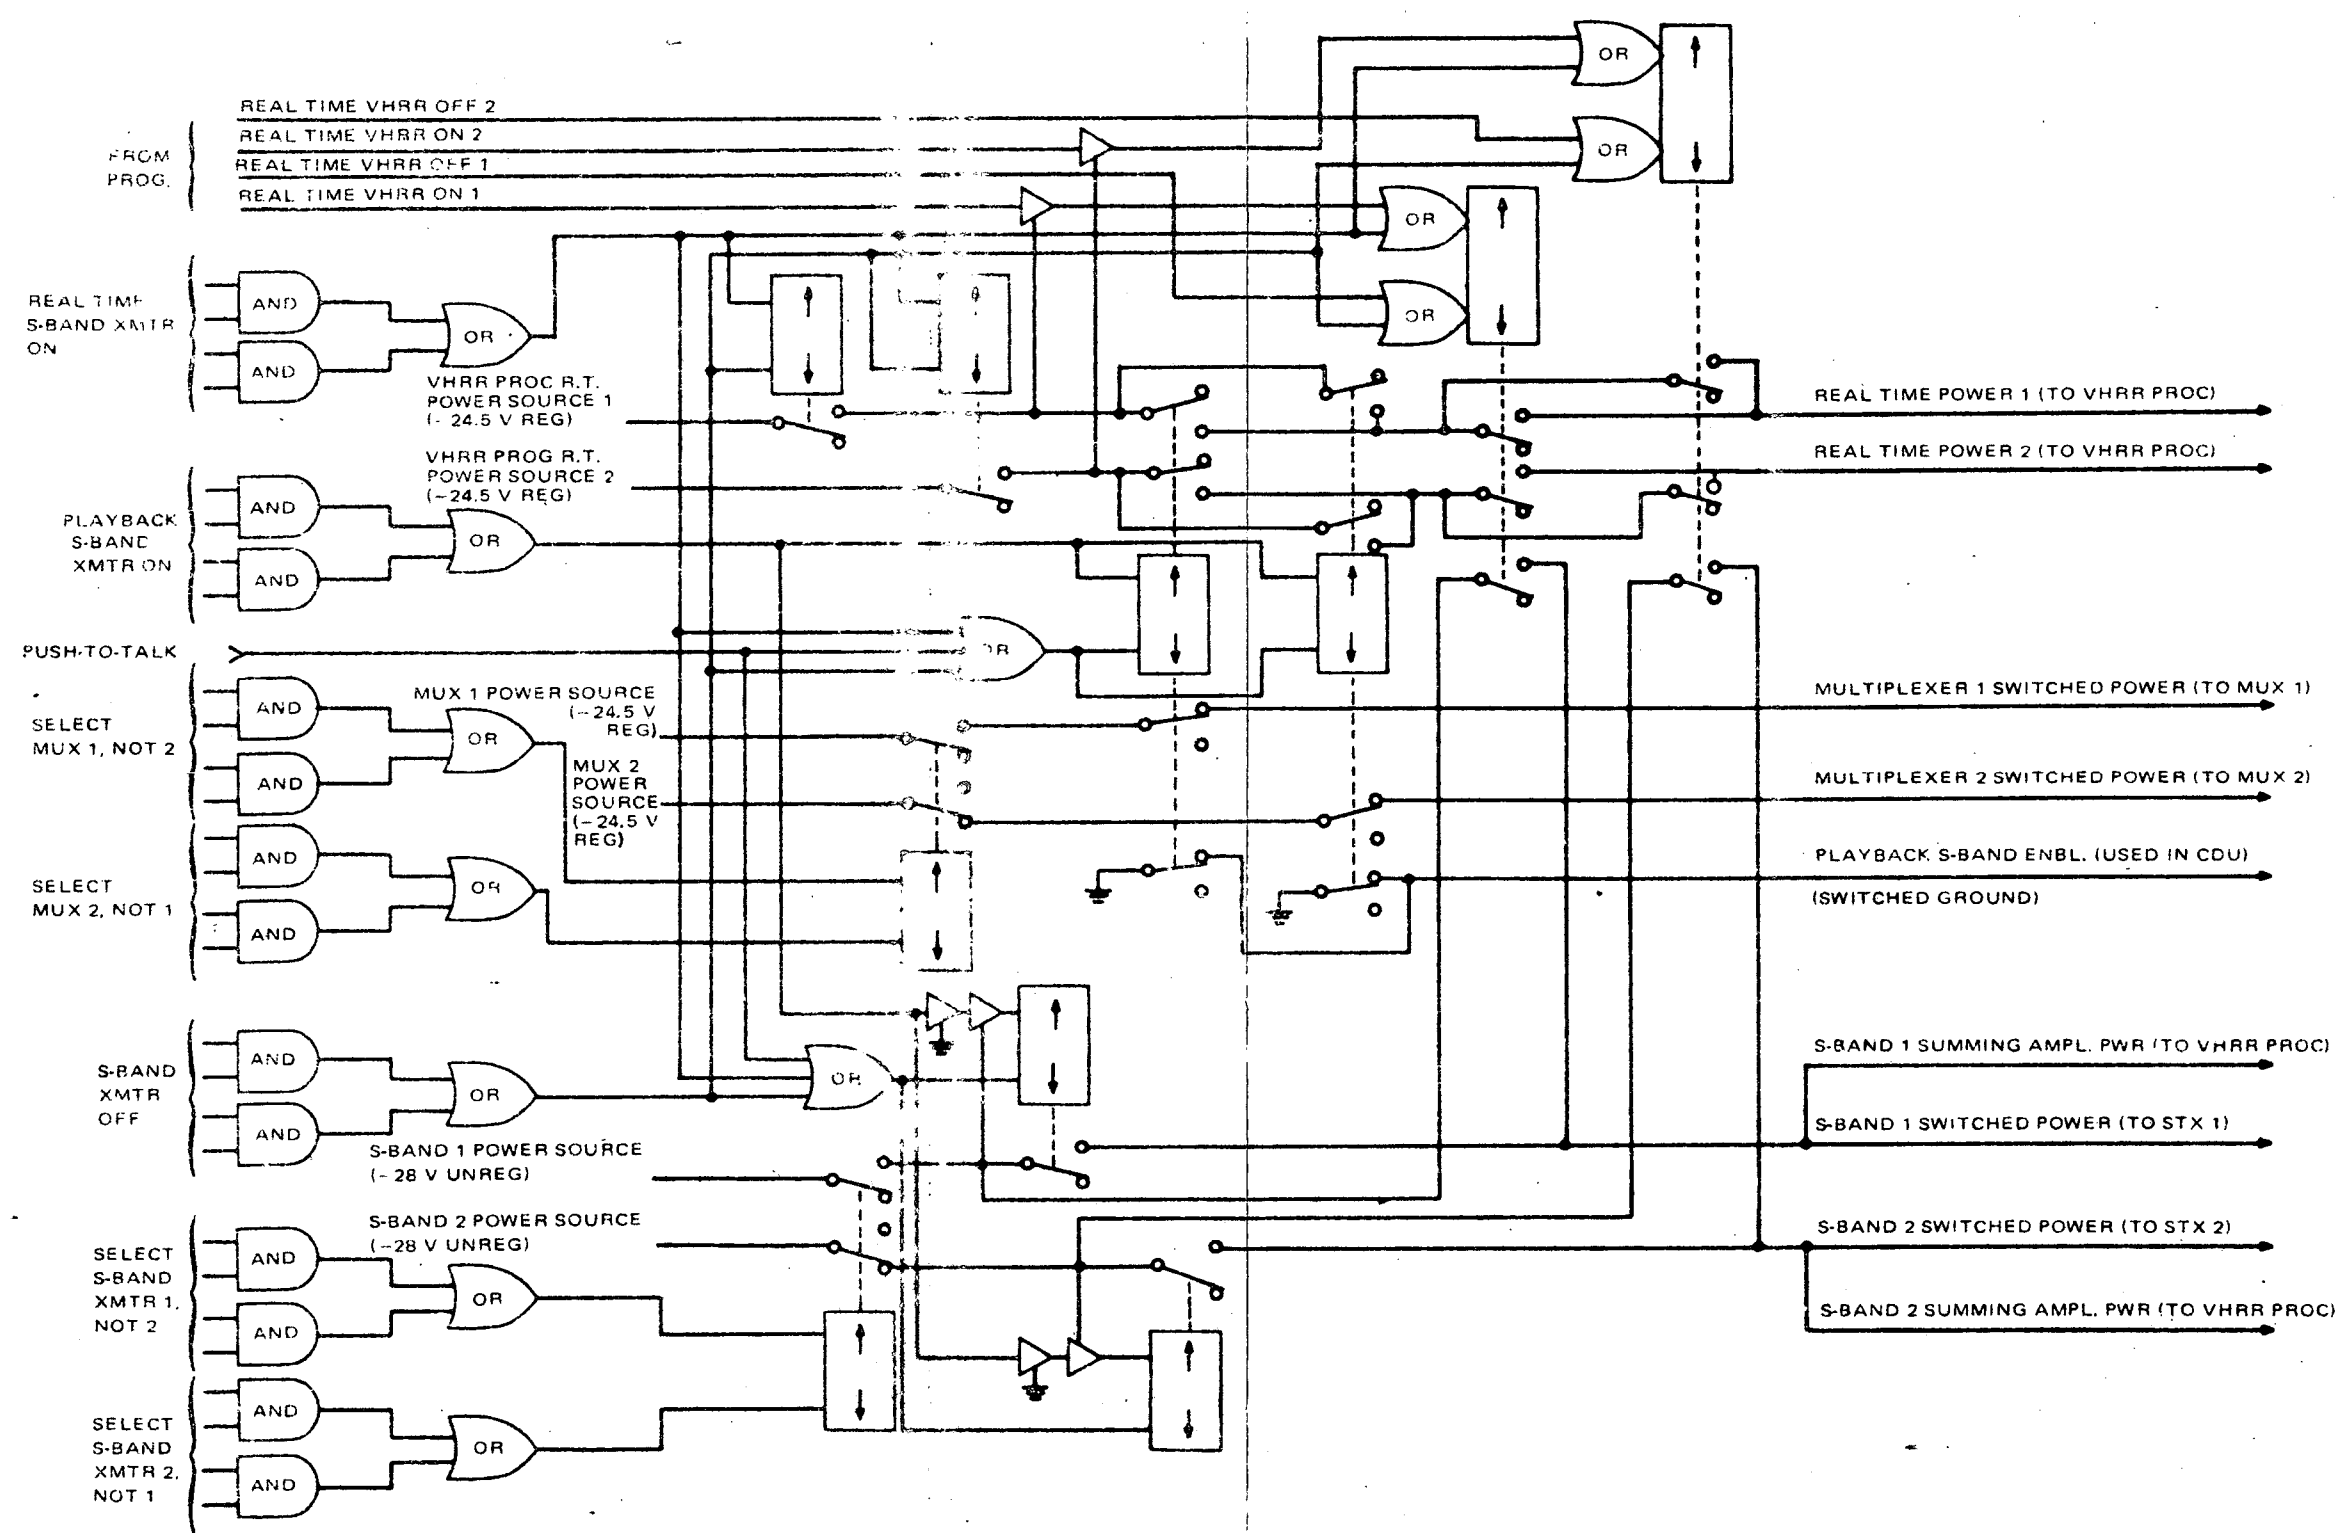 REAL TIME VHRR OFF 2
REAL TIME VHRR ON 2
REAL TIME VHRR OFF 1
REAL TIME VHRR ON 1
FROM
PROG.
REAL TIME
S-BAND XMTR
ON
AND
AND
OR
OR
OR
OR
OR
VHRR PROC R.T.
POWER SOURCE 1
(- 24.5 V REG)
VHRR PROG R.T.
POWER SOURCE 2
(-24.5 V REG)
REAL TIME POWER 1 (TO VHRR PROC)
REAL TIME POWER 2 (TO VHRR PROC)
PLAYBACK
S-BAND
XMTR ON
AND
AND
OR
PUSH-TO-TALK
OR
SELECT
MUX 1, NOT 2
AND
AND
OR
MUX 1 POWER SOURCE
(-24.5 V
REG)
MUX 2
POWER
SOURCE
(-24.5 V
REG)
MULTIPLEXER 1 SWITCHED POWER (TO MUX 1)
MULTIPLEXER 2 SWITCHED POWER (TO MUX 2)
SELECT
MUX 2, NOT 1
AND
AND
OR
PLAYBACK S-BAND ENBL. (USED IN CDU)
(SWITCHED GROUND)
S-BAND
XMTR
OFF
AND
AND
OR
OR
S-BAND 1 SUMMING AMPL. PWR (TO VHRR PROC)
S-BAND 1 SWITCHED POWER (TO STX 1)
S-BAND 1 POWER SOURCE
(-28 V UNREG)
S-BAND 2 POWER SOURCE
(-28 V UNREG)
S-BAND 2 SWITCHED POWER (TO STX 2)
S-BAND 2 SUMMING AMPL. PWR (TO VHRR PROC)
SELECT
S-BAND
XMTR 1,
NOT 2
AND
AND
OR
SELECT
S-BAND
XMTR 2,
NOT 1
AND
AND
OR